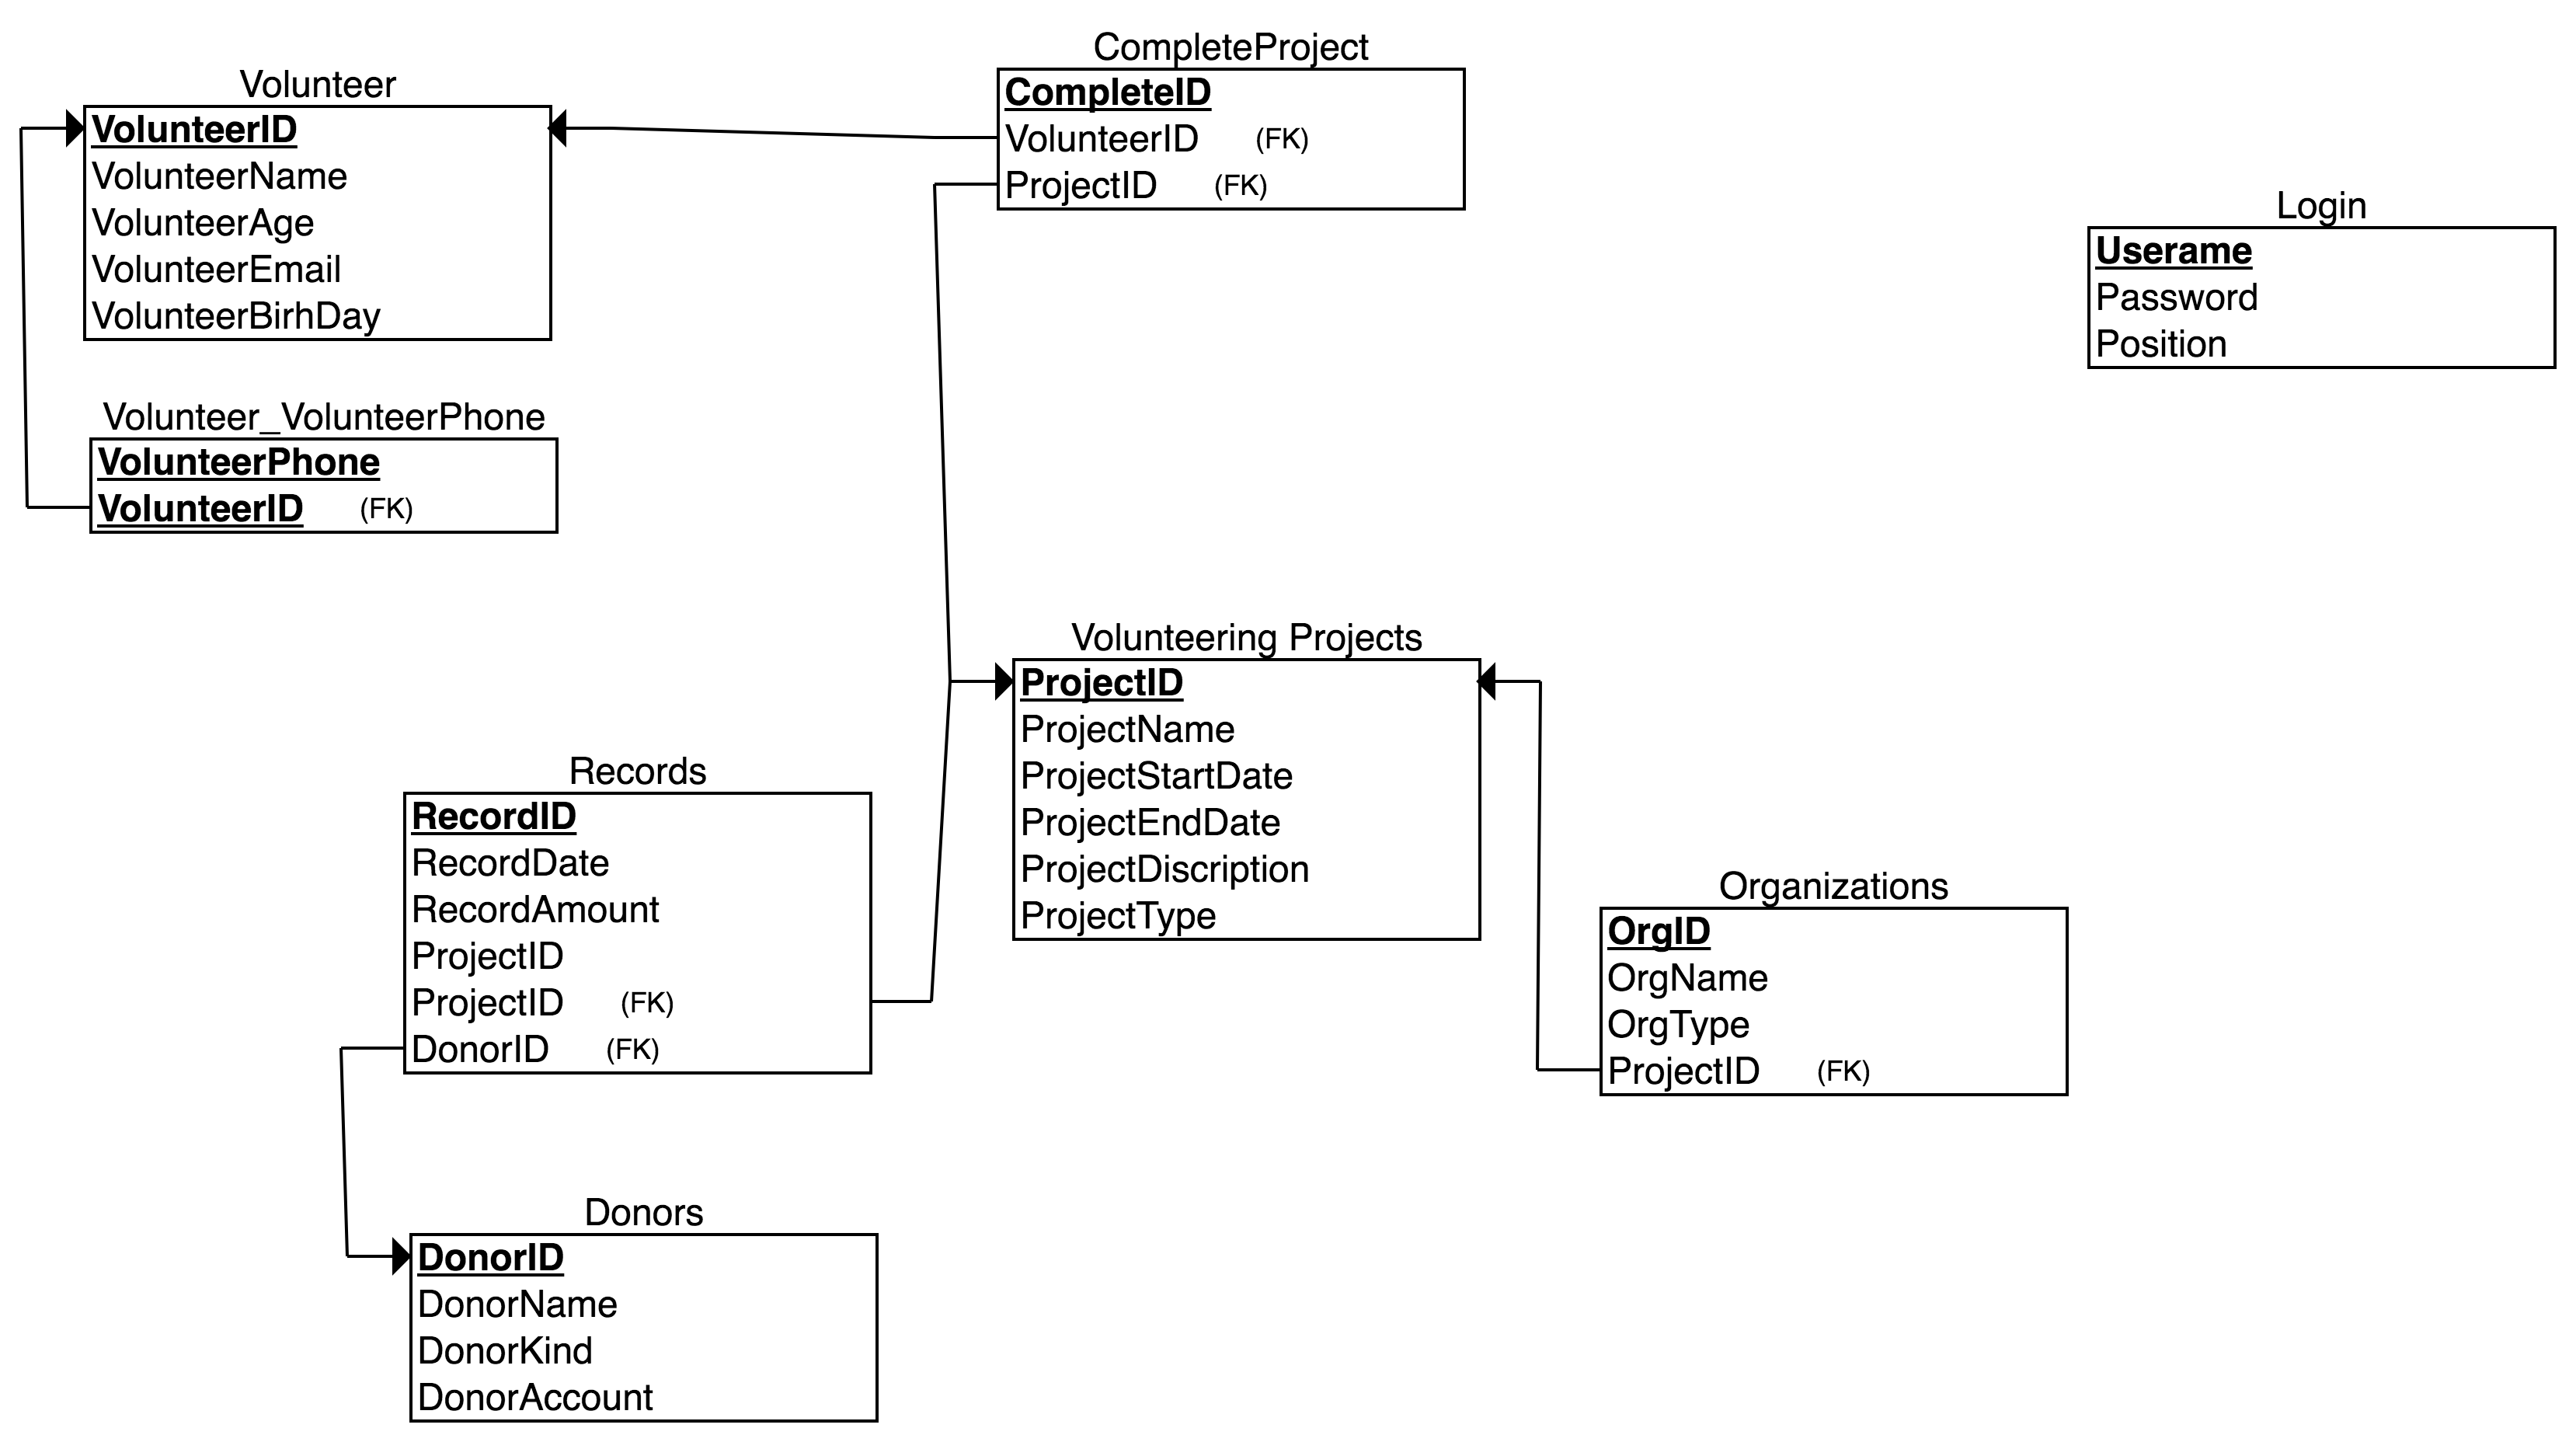 Volunteer
VolunteerID
VolunteerName
VolunteerAge
VolunteerEmail
VolunteerBirhDay
Volunteer_VolunteerPhone
VolunteerPhone
VolunteerID (FK)
CompleteProject
CompleteID
VolunteerID (FK)
ProjectID (FK)
Login
Userame
Password
Position
Volunteering Projects
ProjectID
ProjectName
ProjectStartDate
ProjectEndDate
ProjectDiscription
ProjectType
Records
RecordID
RecordDate
RecordAmount
ProjectID
ProjectID (FK)
DonorID (FK)
Organizations
OrgID
OrgName
OrgType
ProjectID (FK)
Donors
DonorID
DonorName
DonorKind
DonorAccount